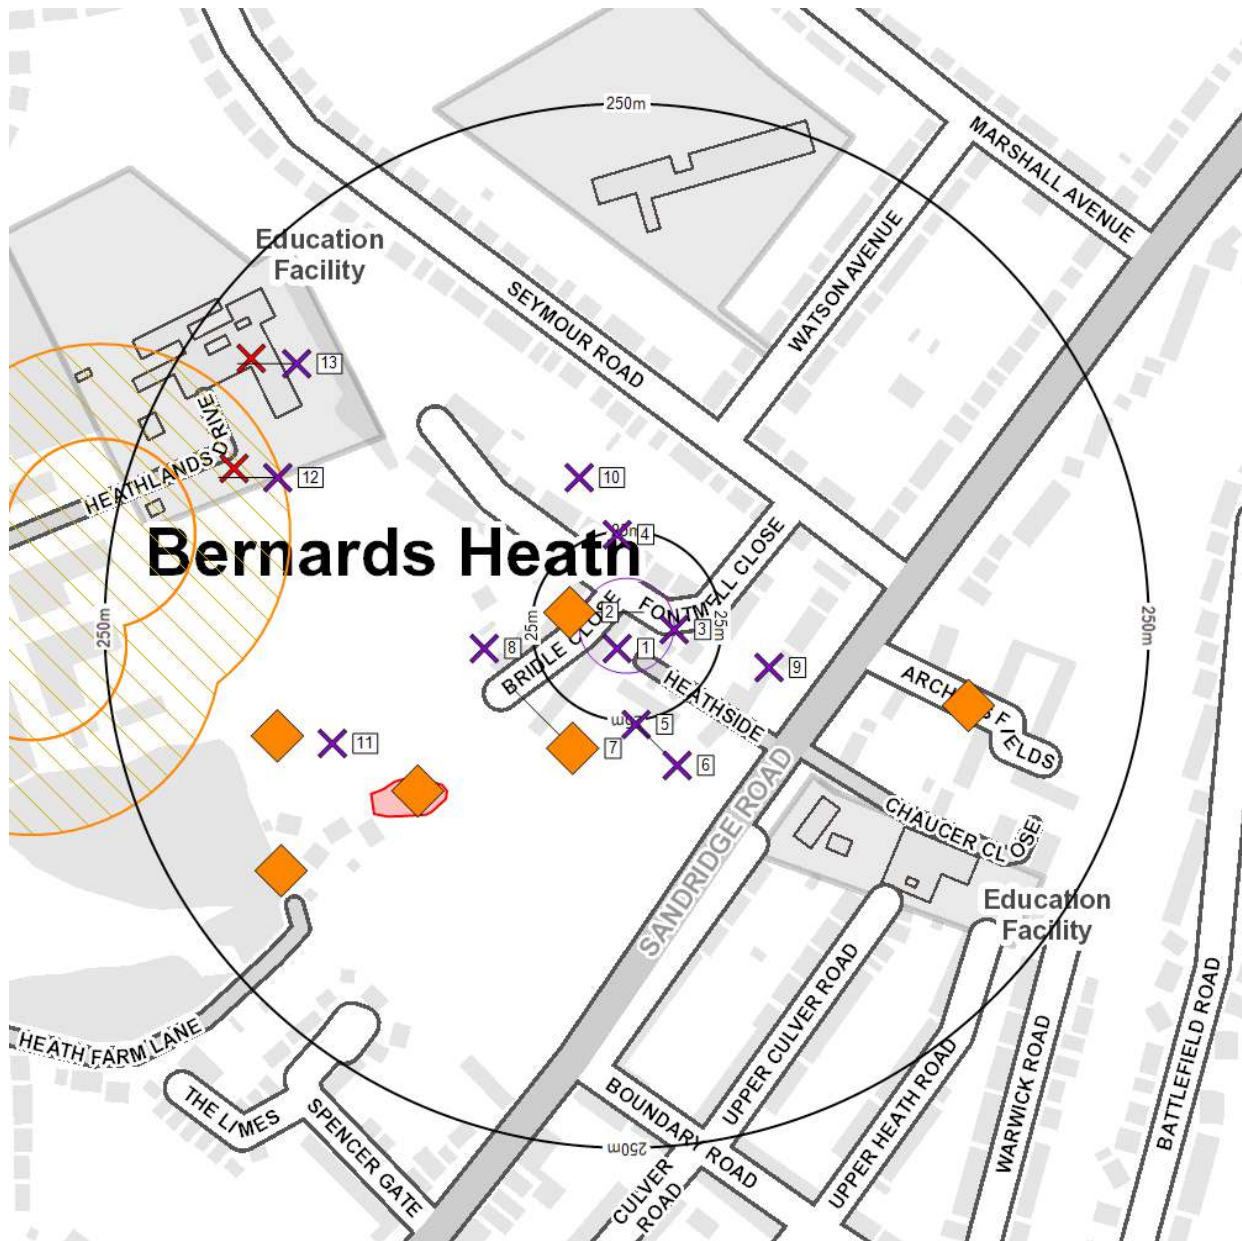 250m
MARSHALL AVENUE
Education
Facility
WATSON AVENUE
SEYMOUR ROAD
13
HEATHLANDS DRIVE
12
10
Bernards Heath
4
FONTMELL CLOSE
250m
25m
2
3
25m
250m
8
1
BRIDLE CLOSE
9
HEATHSIDE
ARCHERS FIELDS
5
11
7
6
SANDRIDGE ROAD
CHAUCER CLOSE
Education
Facility
HEATH FARM LANE
UPPER CULVER ROAD
BATTLEFIELD ROAD
THE LIMES
SPENCER GATE
BOUNDARY ROAD
UPPER HEATH ROAD
WARWICK ROAD
250m
CULVER
ROAD